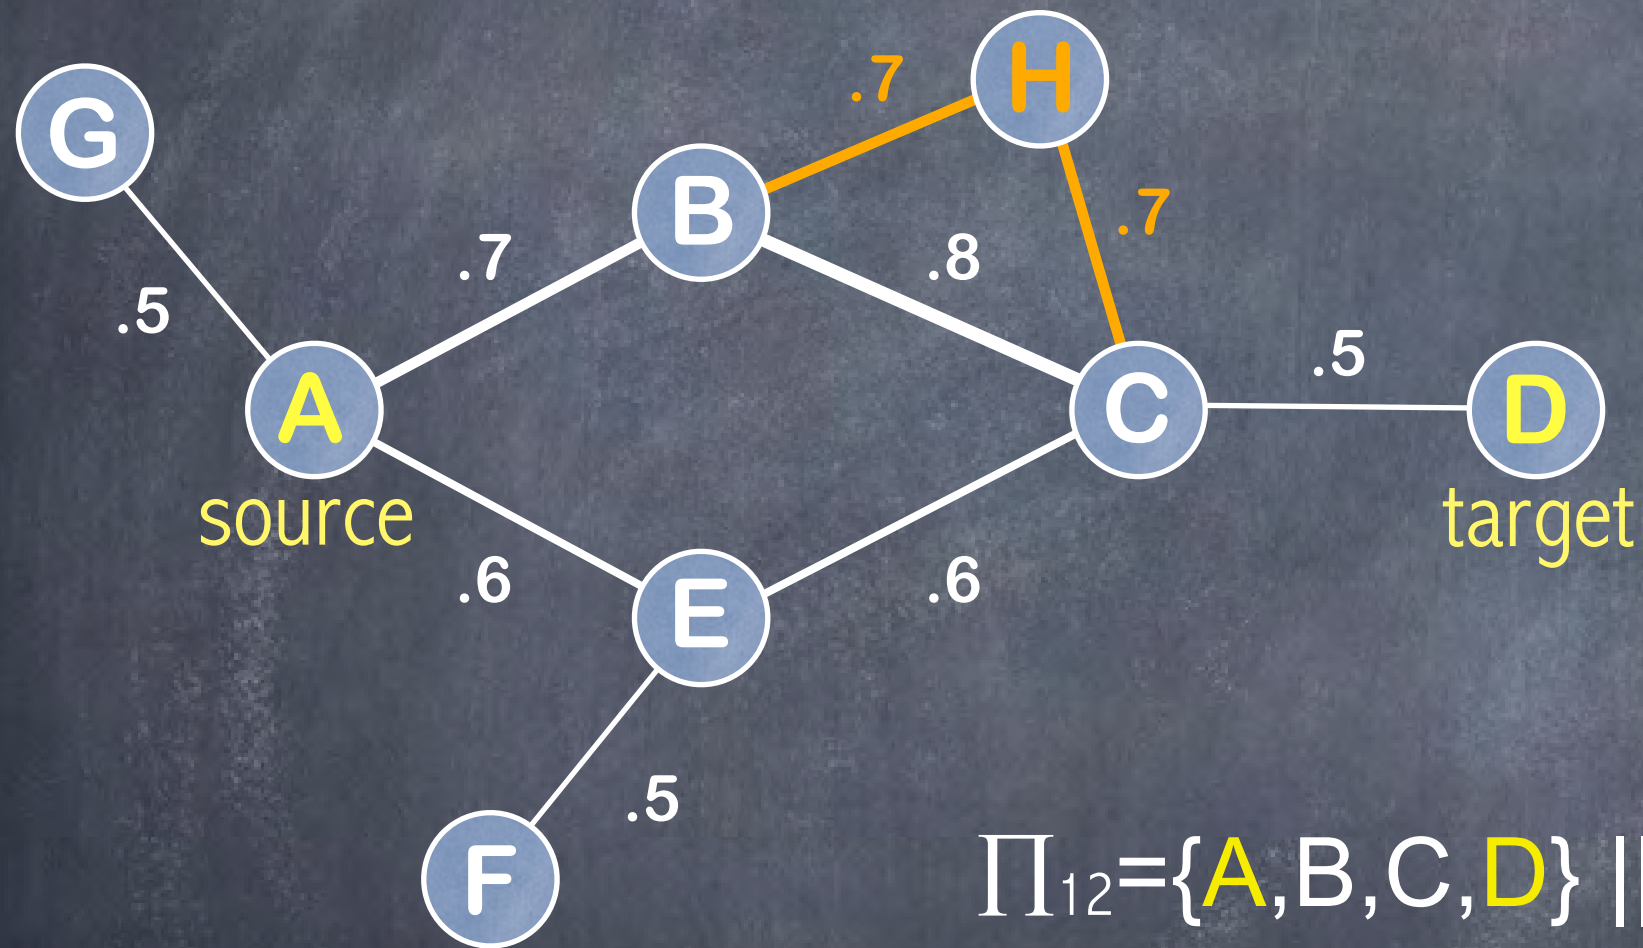 H
.7
G
B
.7
.7
.8
.5
.5
A
C
D
source
target
.6
.6
E
.5
F
∏₁₂={A,B,C,D} |